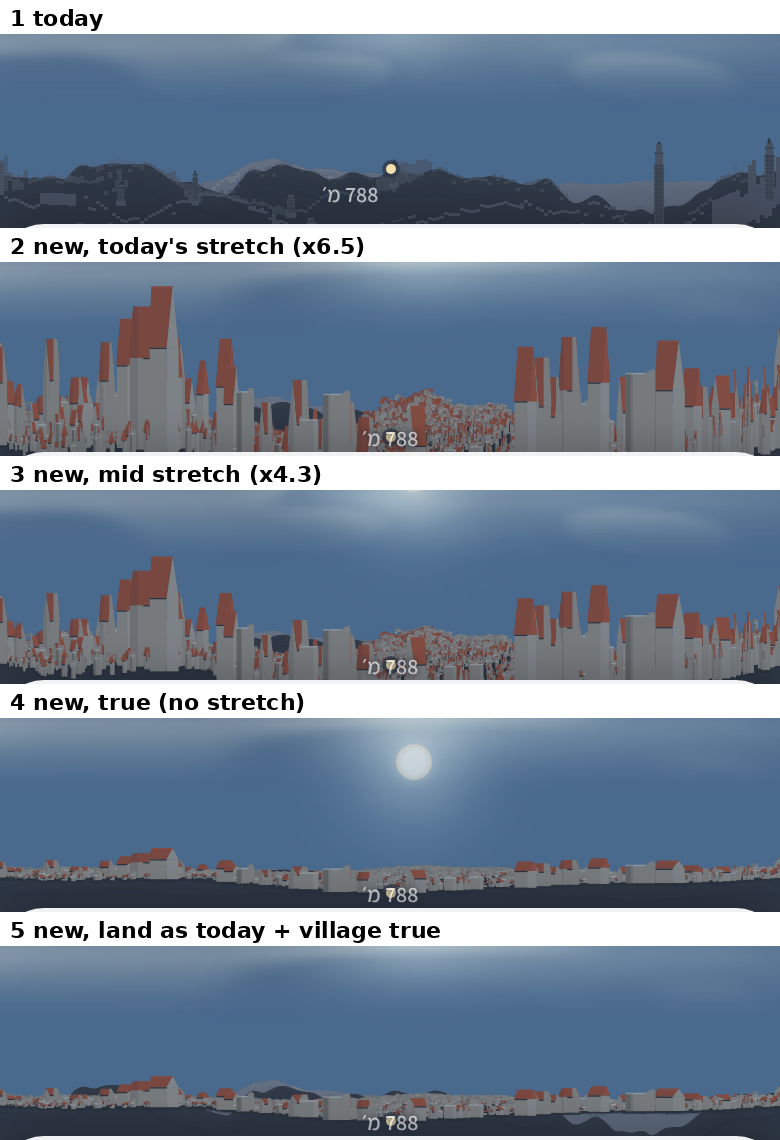 1 today
788 מ׳
2 new, today's stretch (x6.5)
788 מ׳
3 new, mid stretch (x4.3)
788 מ׳
4 new, true (no stretch)
788 מ׳
5 new, land as today + village true
788 מ׳